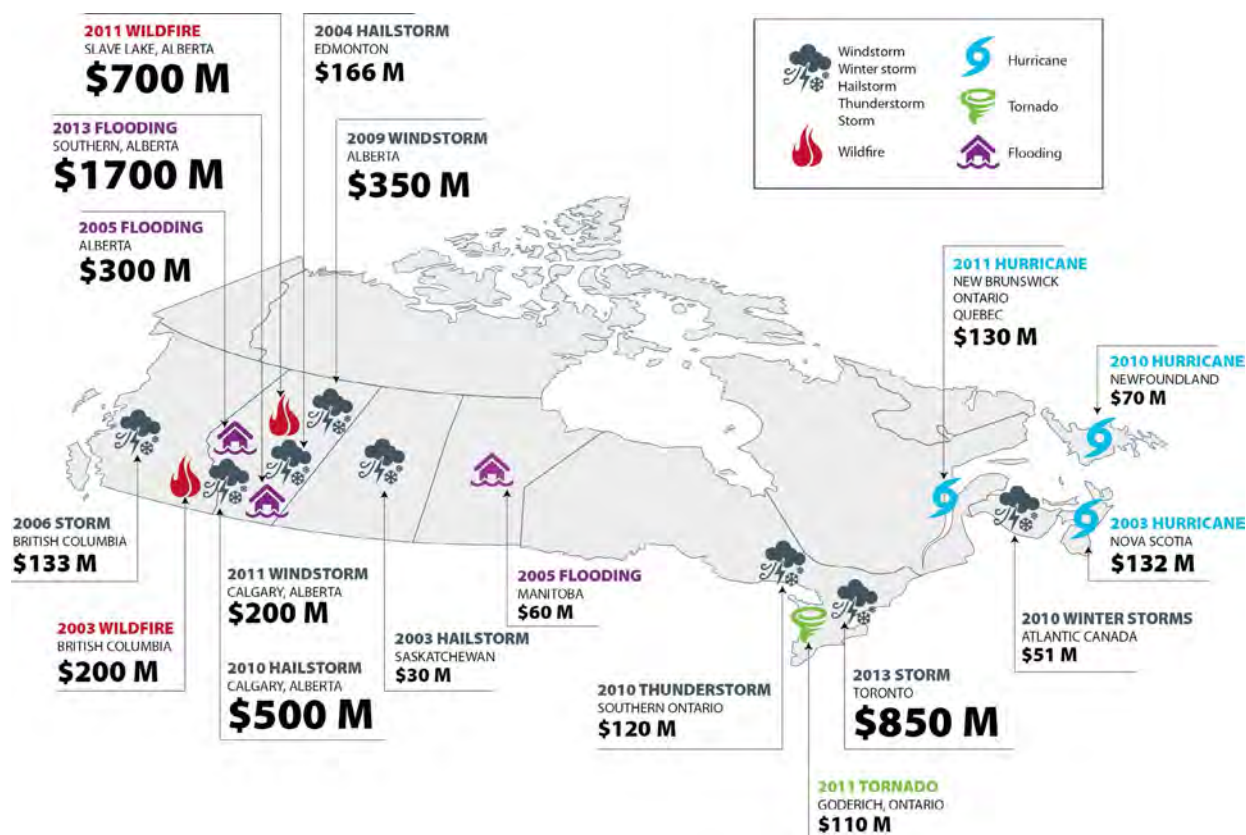 2011 WILDFIRE
SLAVE LAKE, ALBERTA
$700 M
2004 HAILSTORM
EDMONTON
$166 M
2013 FLOODING
SOUTHERN, ALBERTA
$1700 M
2009 WINDSTORM
ALBERTA
$350 M
2005 FLOODING
ALBERTA
$300 M
Windstorm
Winter storm
Hailstorm
Thunderstorm
Storm
Wildfire
Hurricane
Tornado
Flooding
2011 HURRICANE
NEW BRUNSWICK
ONTARIO
QUEBEC
$130 M
2010 HURRICANE
NEWFOUNDLAND
$70 M
2006 STORM
BRITISH COLUMBIA
$133 M
2003 WILDFIRE
BRITISH COLUMBIA
$200 M
2011 WINDSTORM
CALGARY, ALBERTA
$200 M
2010 HAILSTORM
CALGARY, ALBERTA
$500 M
2003 HAILSTORM
SASKATCHEWAN
$30 M
2005 FLOODING
MANITOBA
$60 M
2010 THUNDERSTORM
SOUTHERN ONTARIO
$120 M
2013 STORM
TORONTO
$850 M
2011 TORNADO
GODERICH, ONTARIO
$110 M
2003 HURRICANE
NOVA SCOTIA
$132 M
2010 WINTER STORMS
ATLANTIC CANADA
$51 M